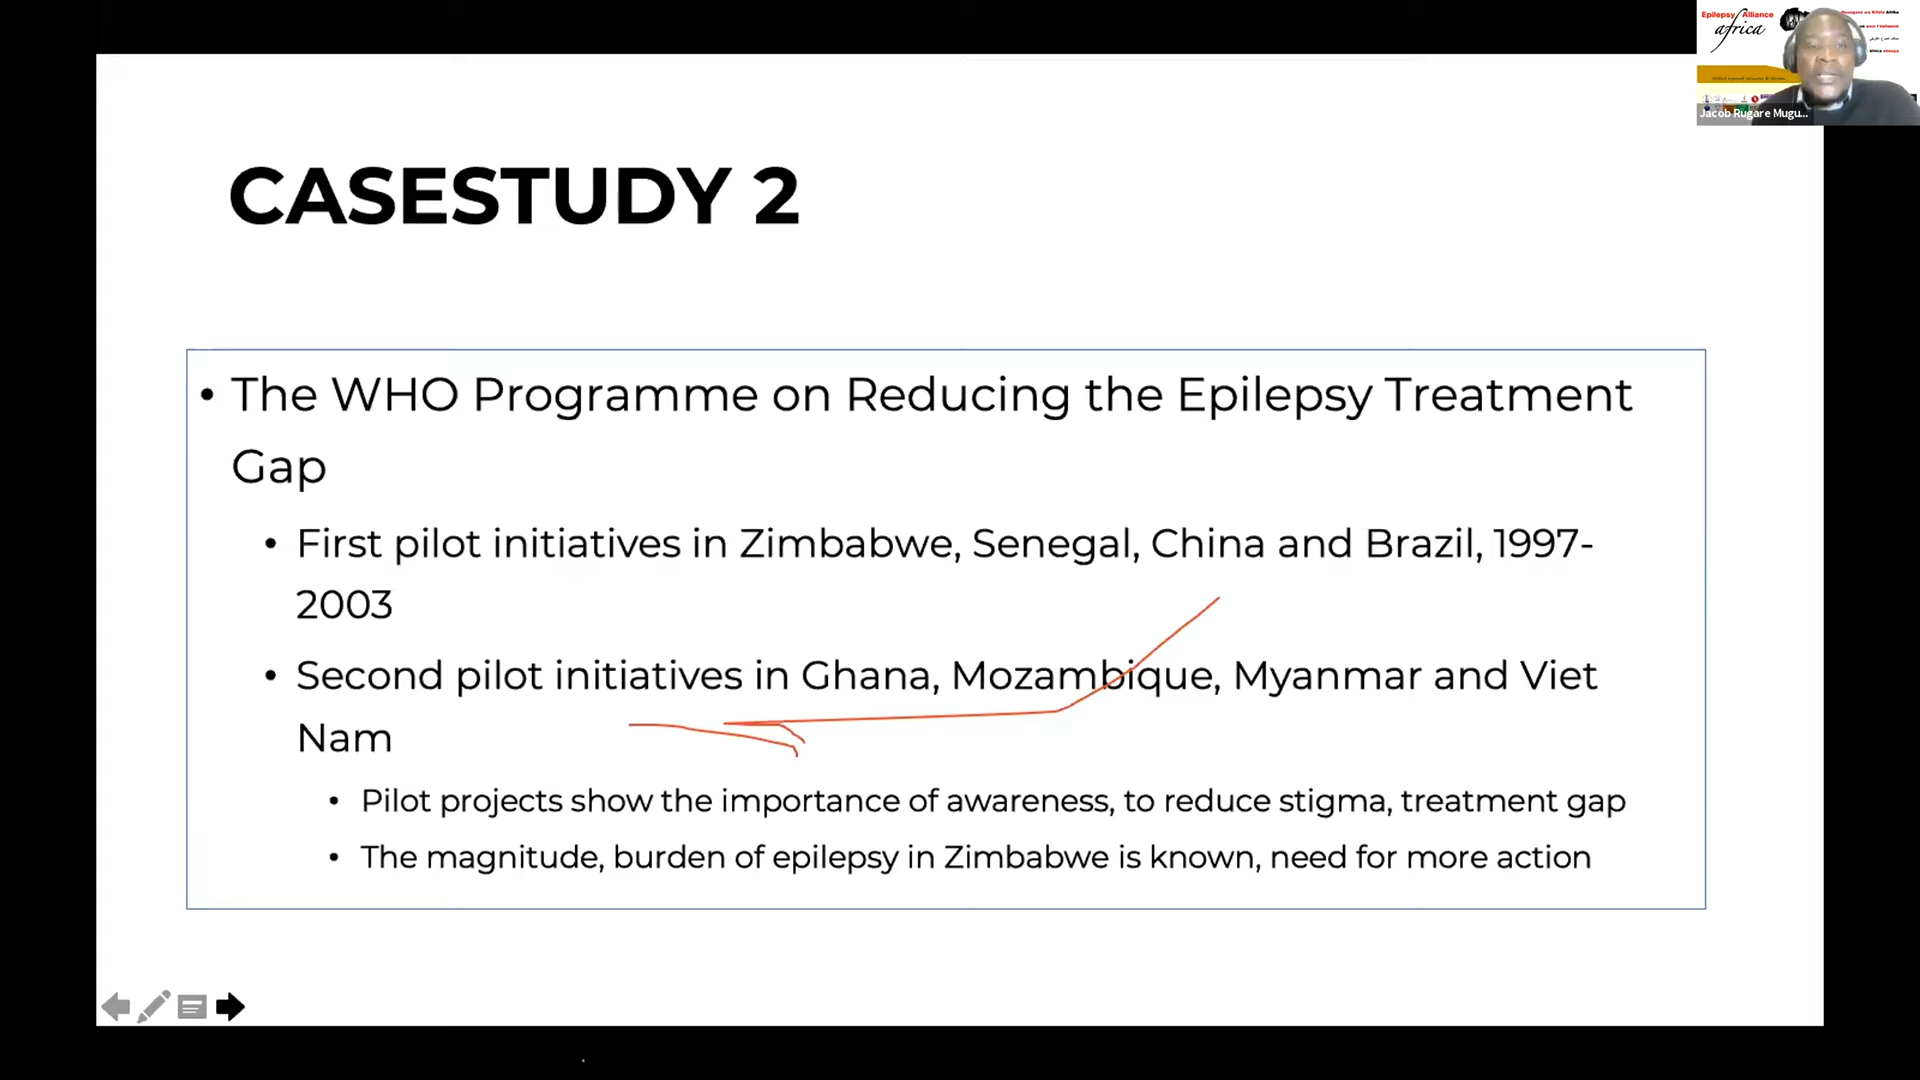 Epilepsy Alliance
africa
Jacob Rugare Mugu...
CASESTUDY 2
• The WHO Programme on Reducing the Epilepsy Treatment
Gap
• First pilot initiatives in Zimbabwe, Senegal, China and Brazil, 1997-
2003
• Second pilot initiatives in Ghana, Mozambique, Myanmar and Viet
Nam
• Pilot projects show the importance of awareness, to reduce stigma, treatment gap
• The magnitude, burden of epilepsy in Zimbabwe is known, need for more action